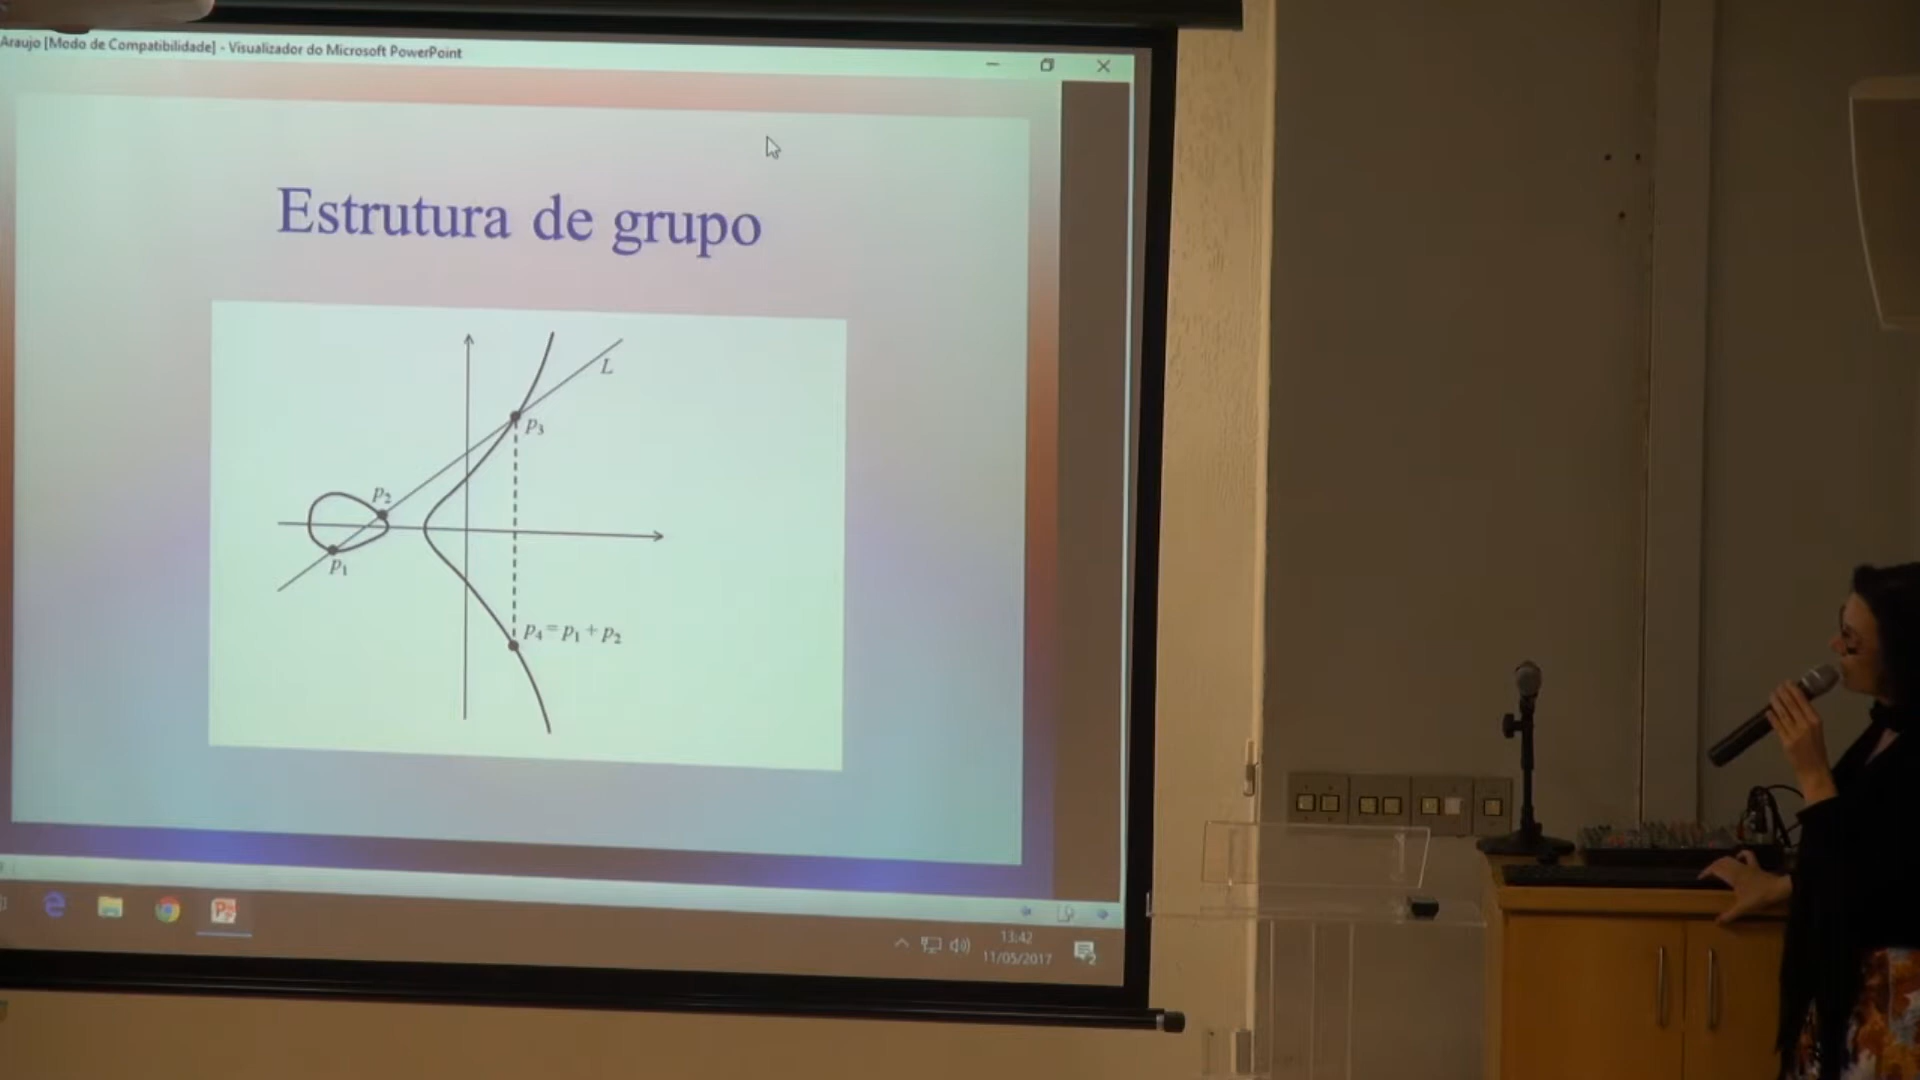 Araujo [Modo de Compatibilidade] - Visualizador do Microsoft PowerPoint
Estrutura de grupo
L
p₃
p₂
p₁
p₄ = p₁ + p₂
13:42
11/05/2017
2